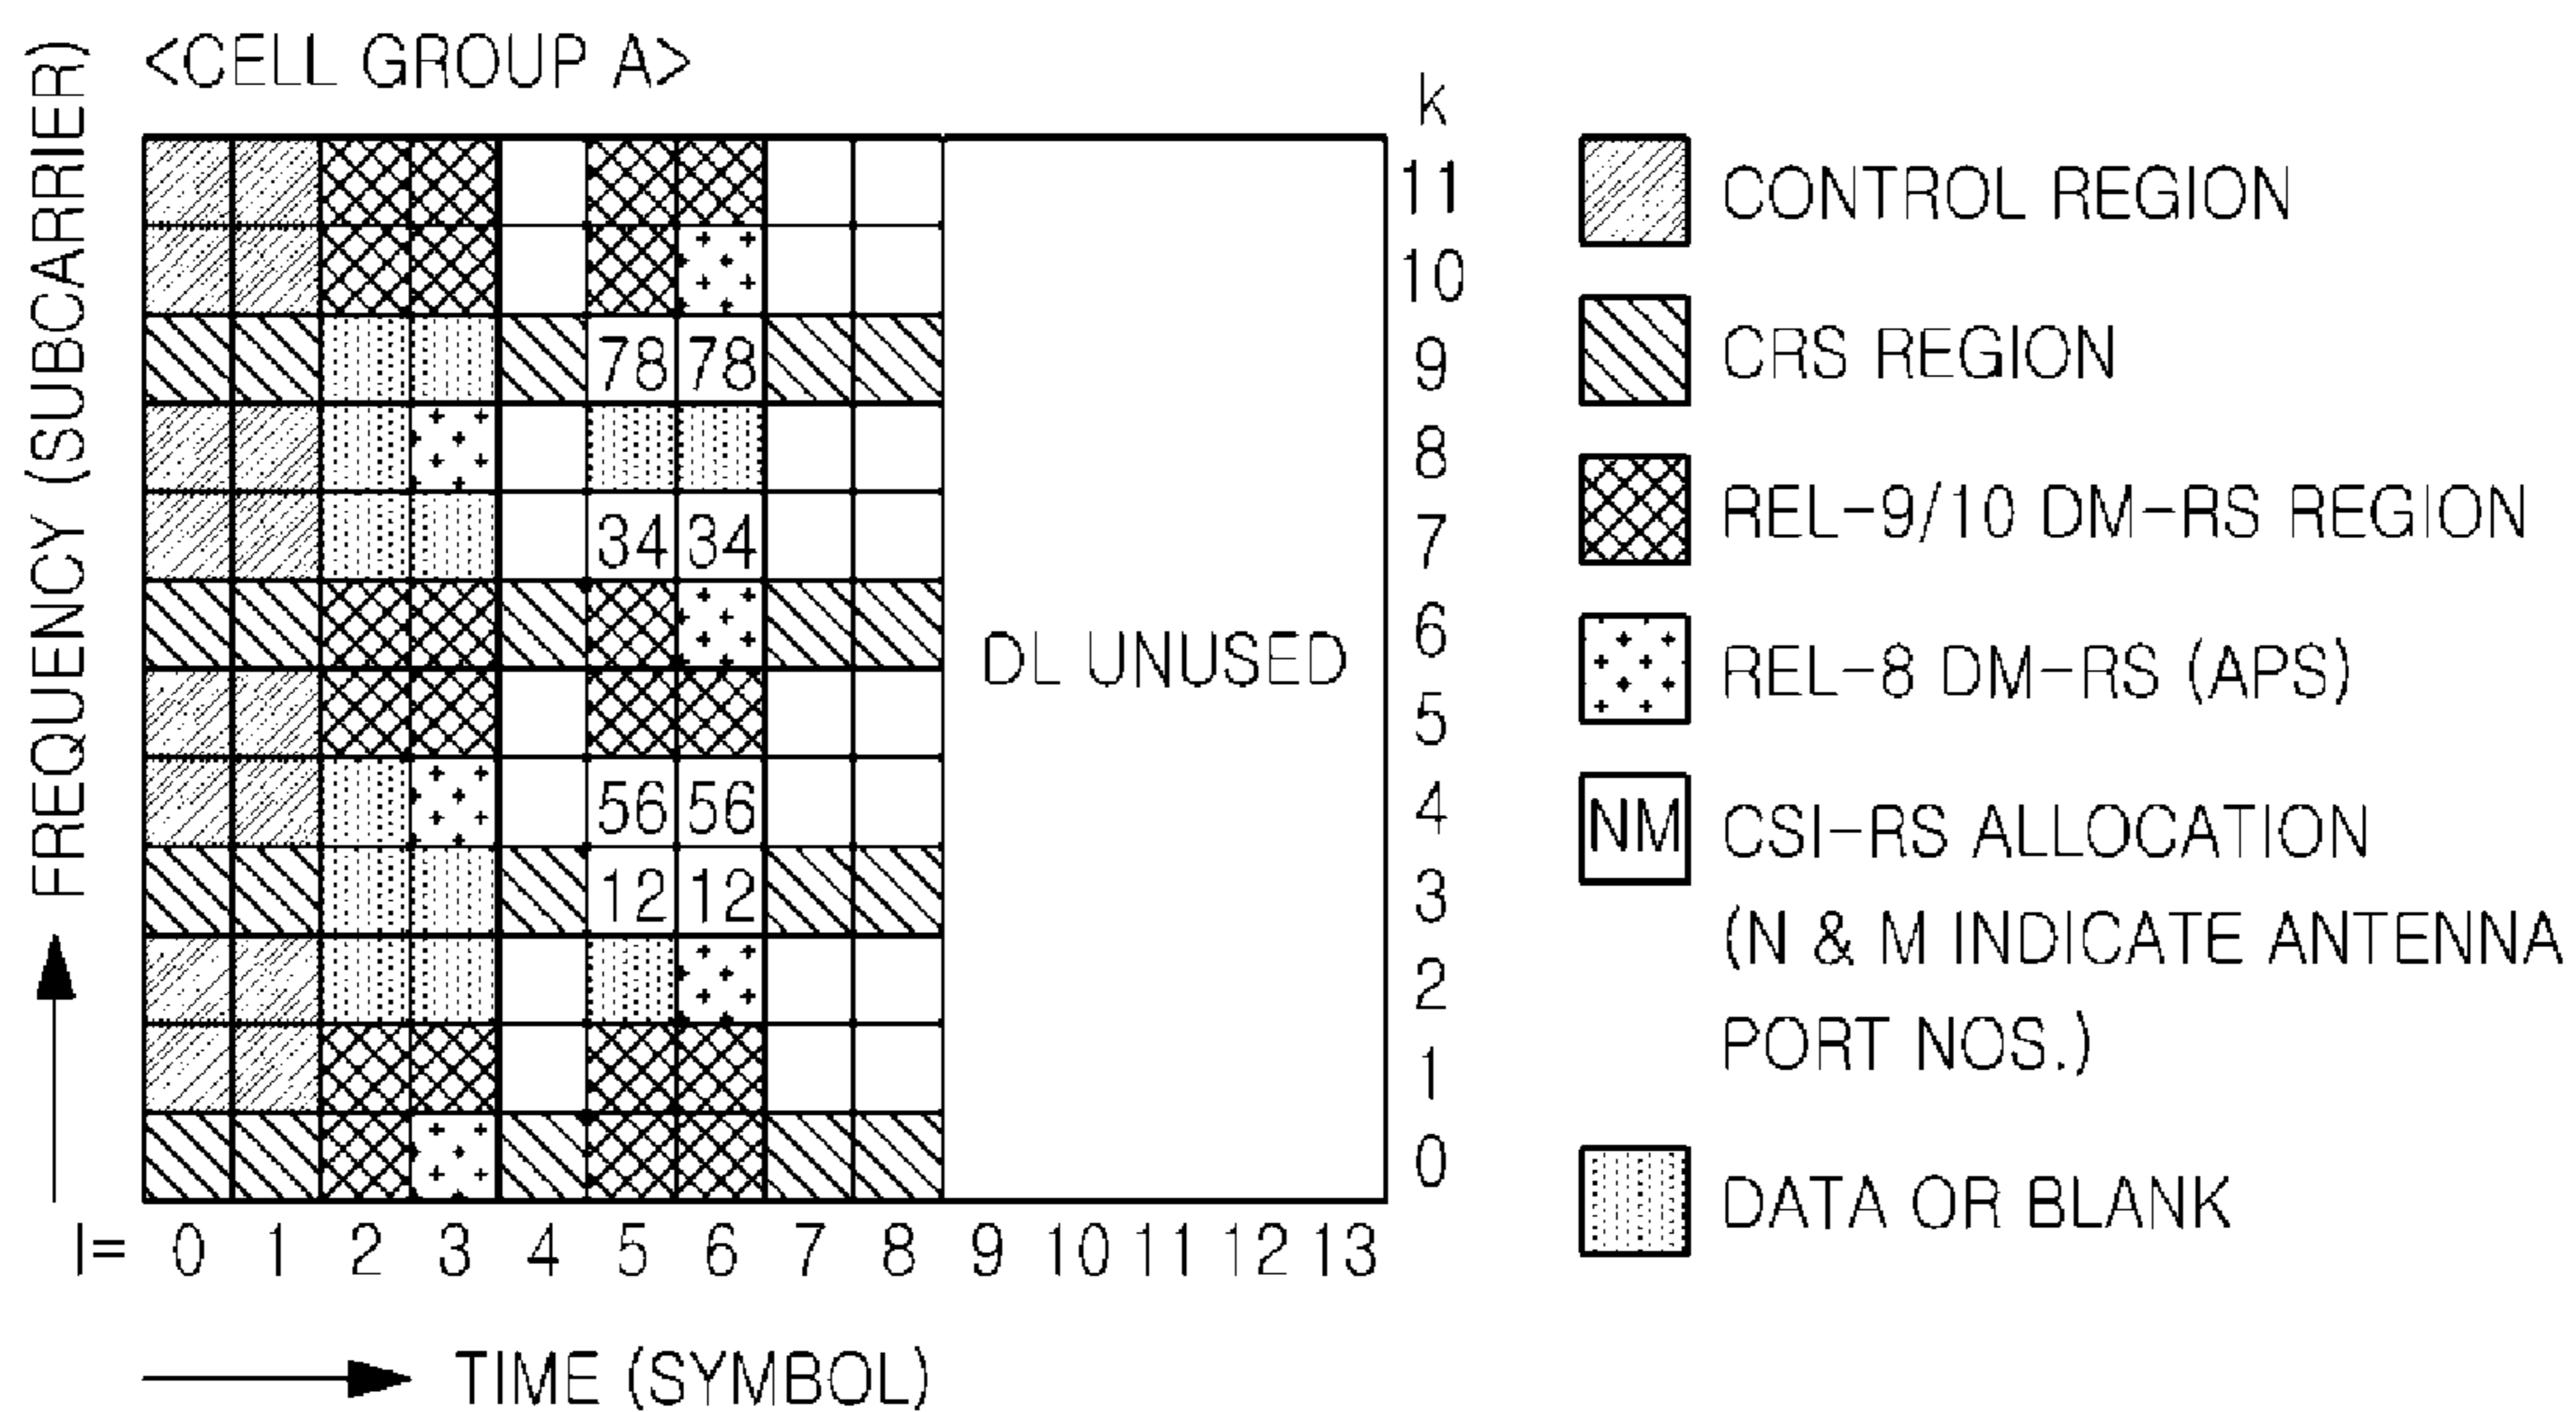 <CELL GROUP A>
FREQUENCY (SUBCARRIER)
k
11
10
9
8
7
6
5
4
3
2
1
0
78 78
34 34
56 56
12 12
DL UNUSED
l= 0 1 2 3 4 5 6 7 8 9 10 11 12 13
TIME (SYMBOL)
CONTROL REGION
CRS REGION
REL-9/10 DM-RS REGION
REL-8 DM-RS (APS)
NM CSI-RS ALLOCATION
(N & M INDICATE ANTENNA
PORT NOS.)
DATA OR BLANK